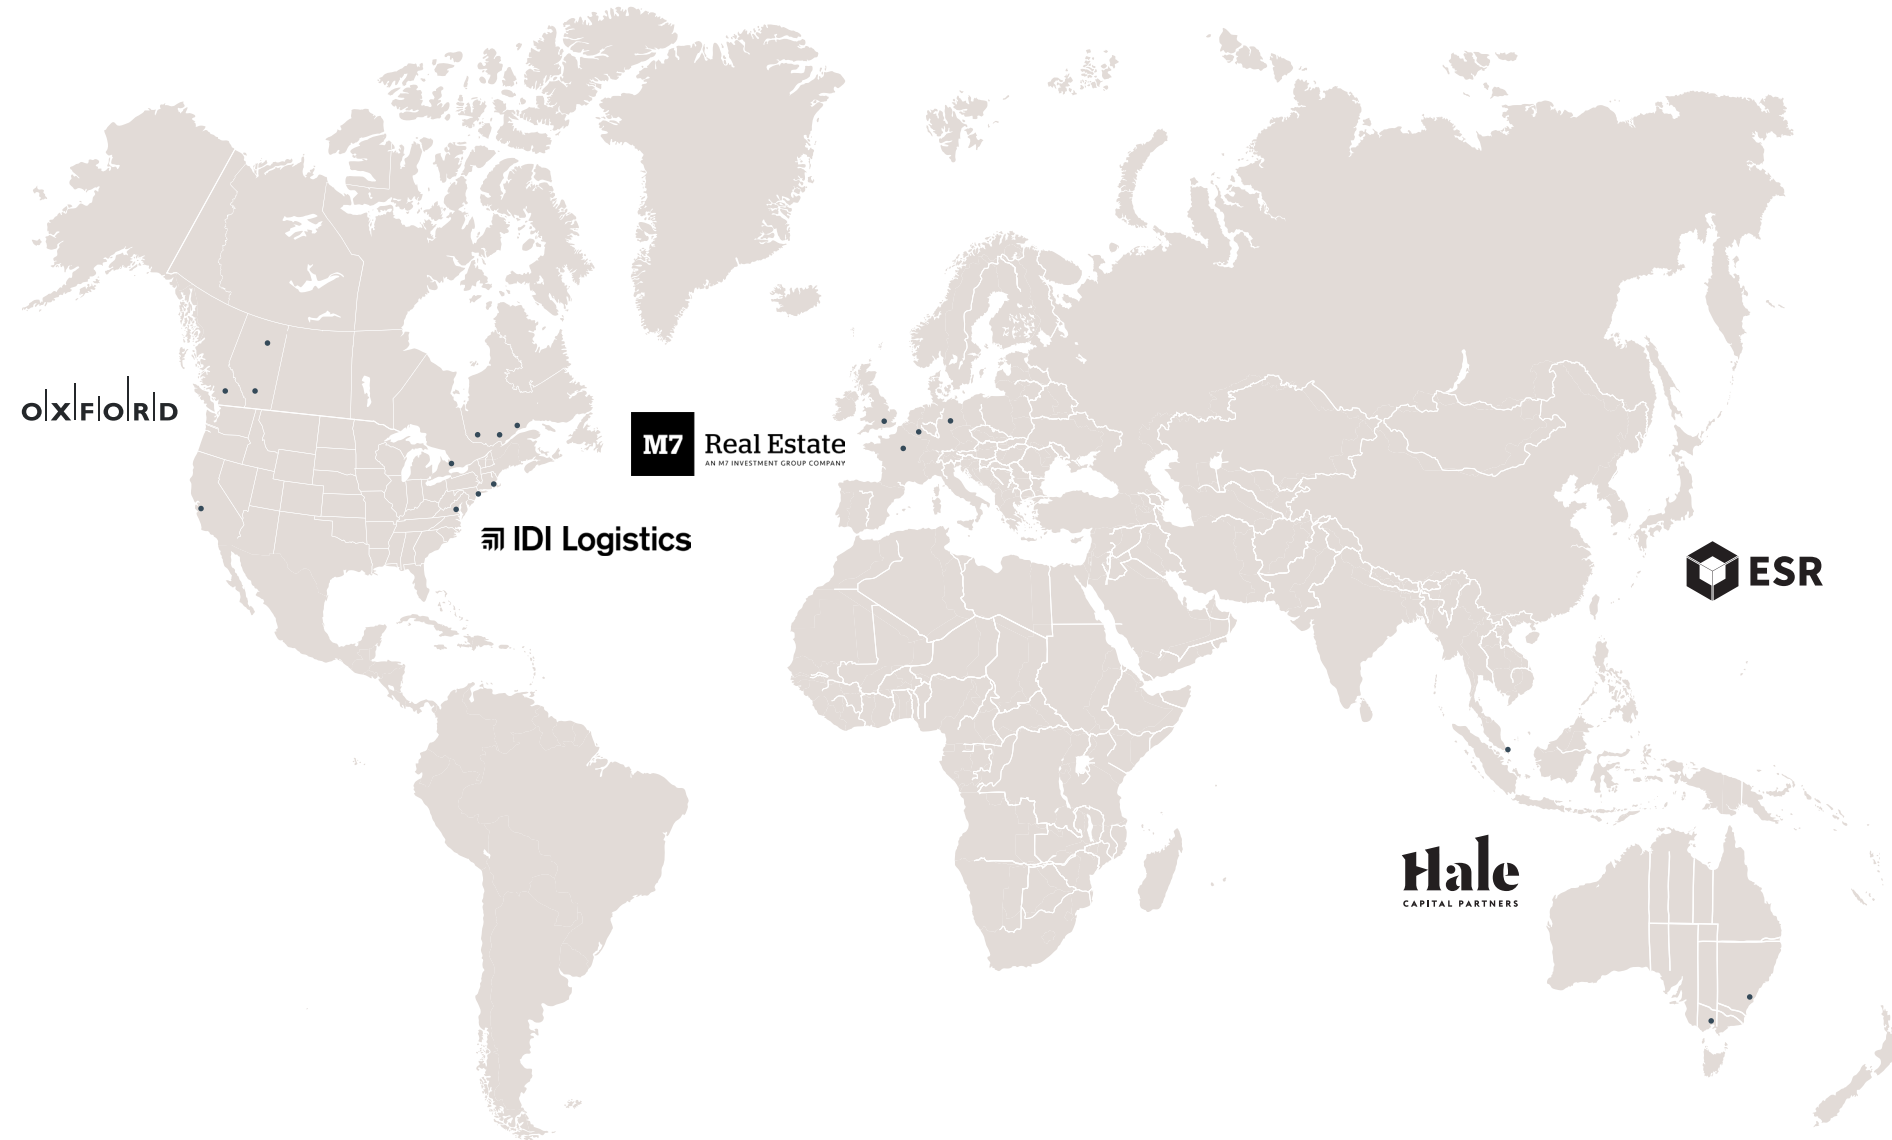 OXFORD
M7 Real Estate
AN M7 INVESTMENT GROUP COMPANY
IDI Logistics
ESR
Hale
CAPITAL PARTNERS